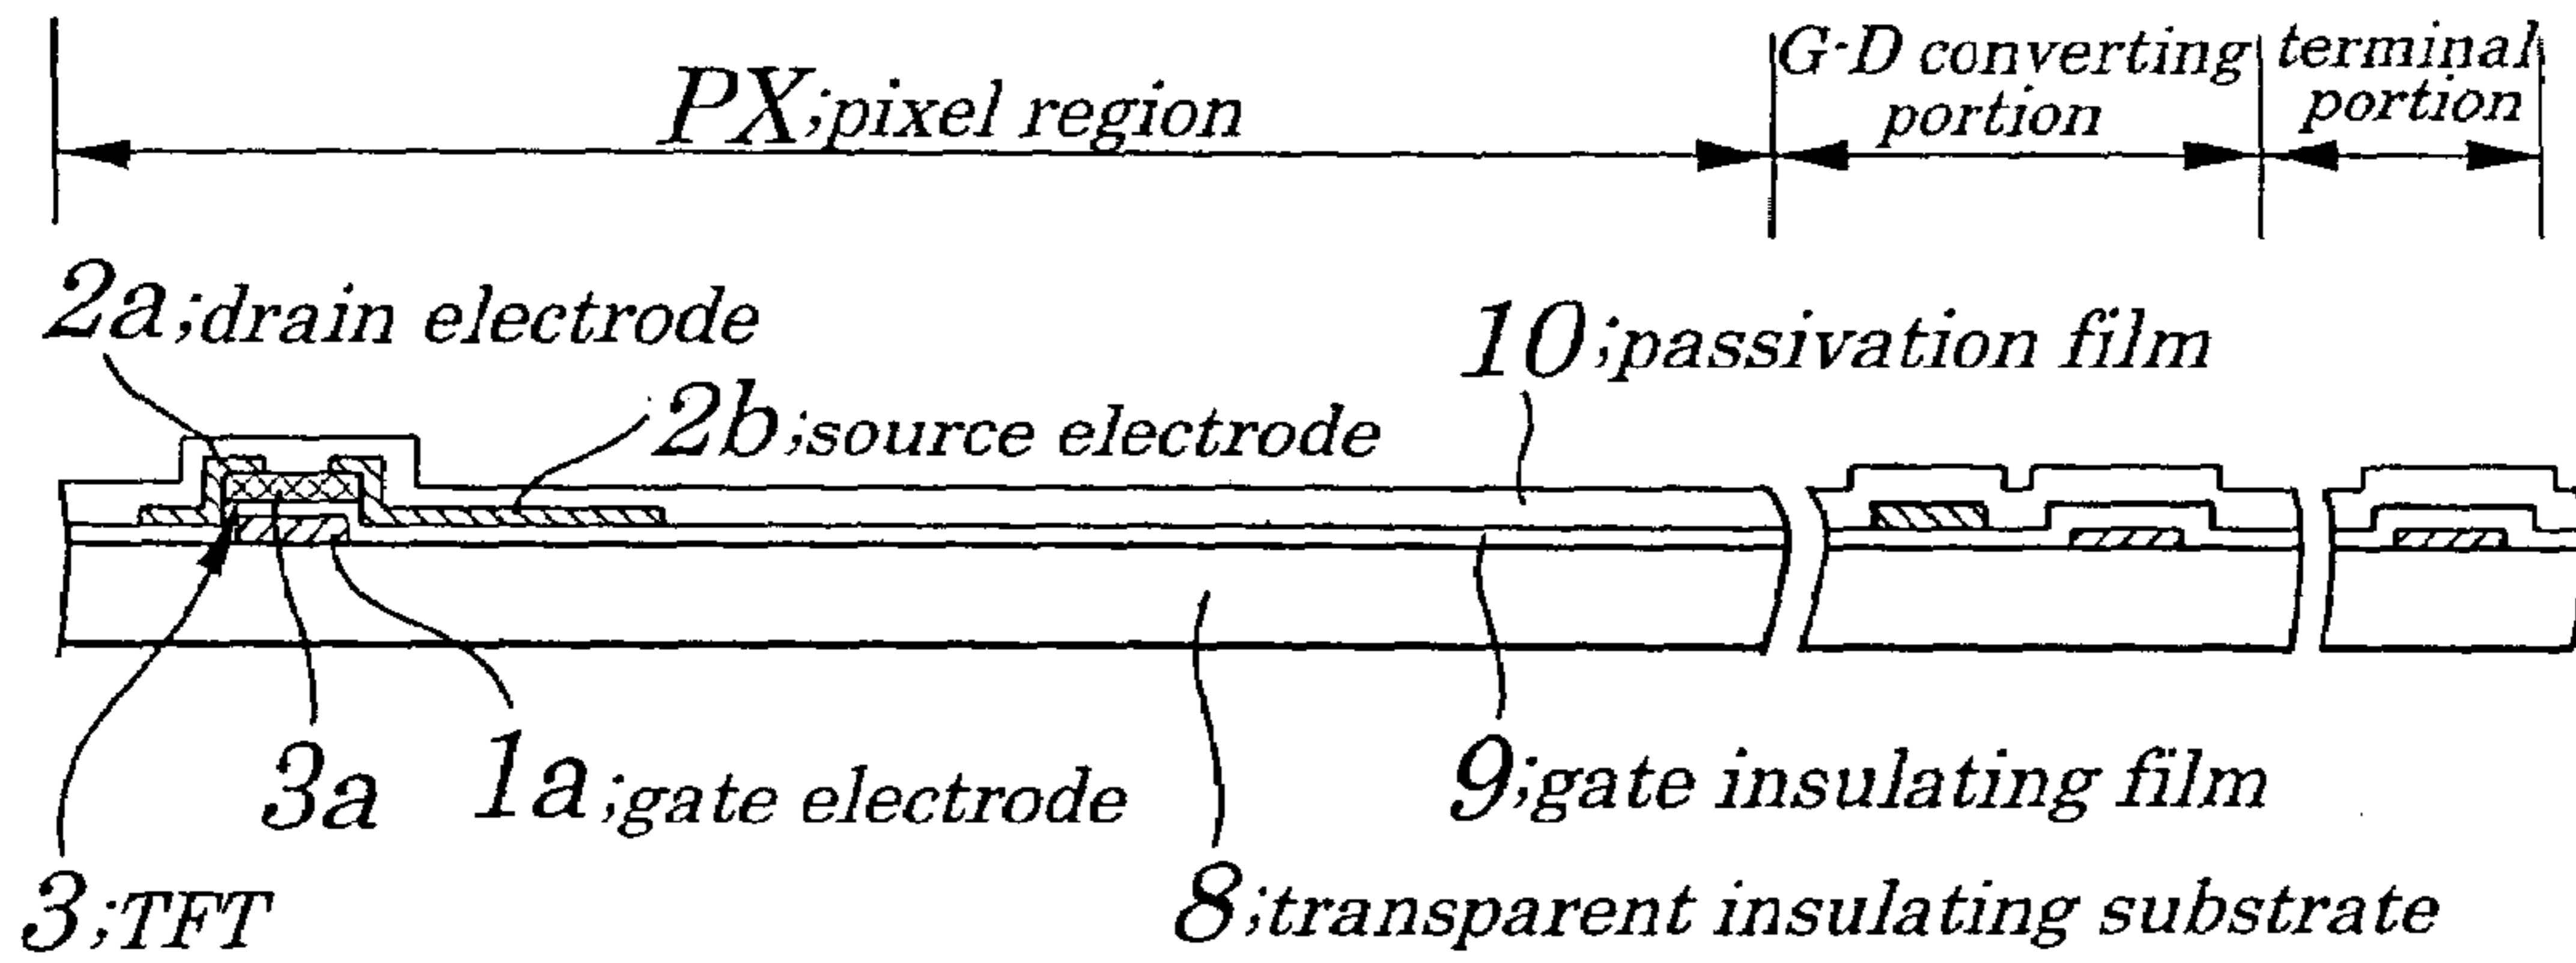 PX;pixel region
G-D converting
portion
terminal
portion
2a;drain electrode
2b;source electrode
10;passivation film
3a
1a;gate electrode
9;gate insulating film
3;TFT
8;transparent insulating substrate